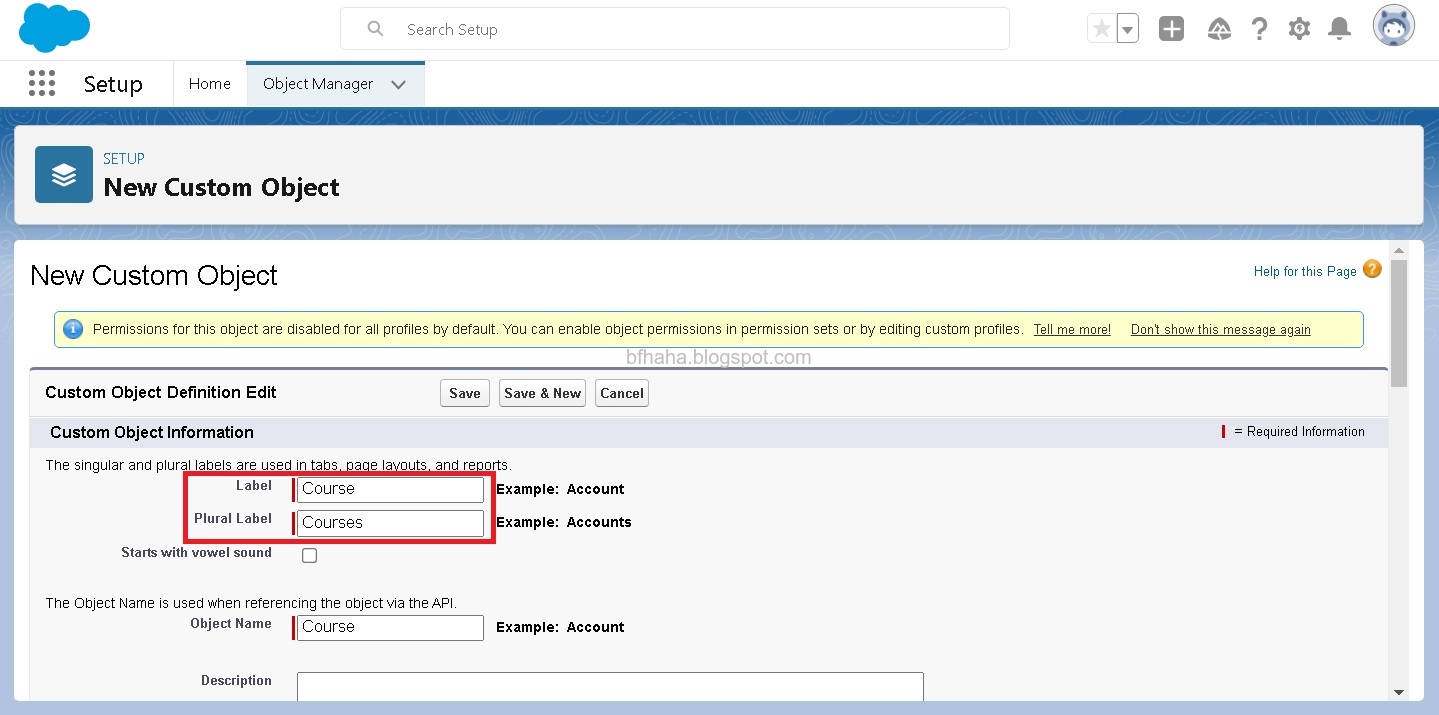 Search Setup
Setup Home Object Manager
SETUP
New Custom Object
New Custom Object
Help for this Page ?
Permissions for this object are disabled for all profiles by default. You can enable object permissions in permission sets or by editing custom profiles. Tell me more! Don't show this message again
bfhaha.blogspot.com
Custom Object Definition Edit Save Save & New Cancel
Custom Object Information = Required Information
The singular and plural labels are used in tabs, page layouts, and reports.
Label Course Example: Account
Plural Label Courses Example: Accounts
Starts with vowel sound
The Object Name is used when referencing the object via the API.
Object Name Course Example: Account
Description